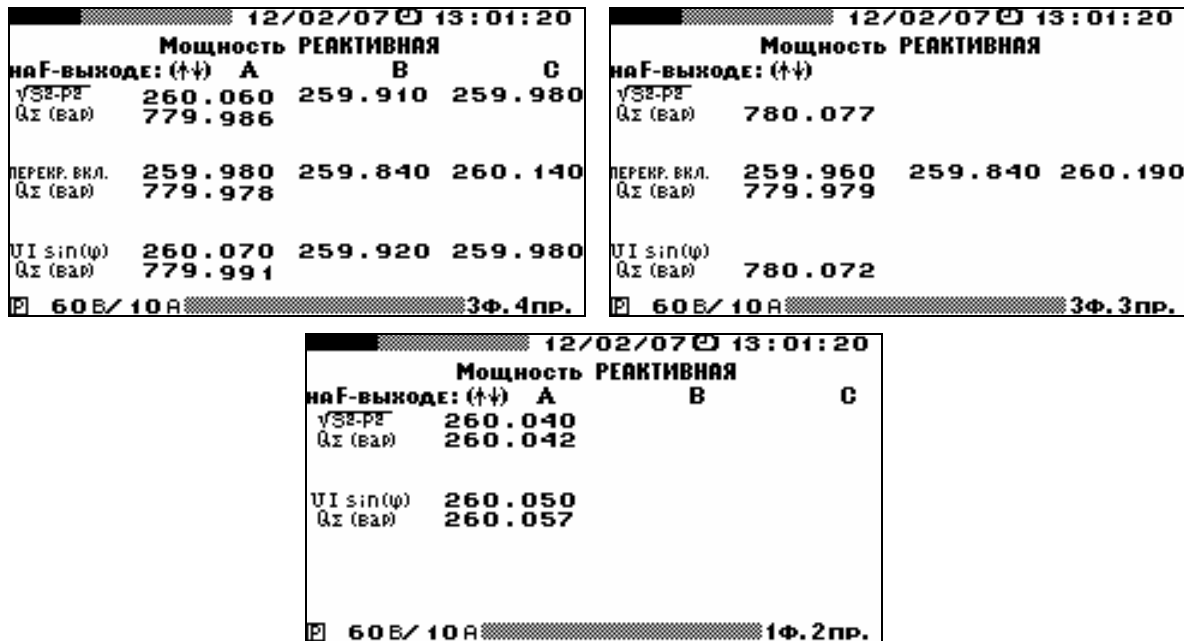 12/02/07 13:01:20
Мощность РЕАКТИВНАЯ
на F-выходе: (↑↓) A B C
√S²-P² 260.060 259.910 259.980
QΣ (вар) 779.986
ПЕРЕКР. ВКЛ. 259.980 259.840 260.140
QΣ (вар) 779.978
UI sin(φ) 260.070 259.920 259.980
QΣ (вар) 779.991
P 60В/10А 3Ф.4пр.
12/02/07 13:01:20
Мощность РЕАКТИВНАЯ
на F-выходе: (↑↓)
√S²-P²
QΣ (вар) 780.077
ПЕРЕКР. ВКЛ. 259.960 259.840 260.190
QΣ (вар) 779.979
UI sin(φ)
QΣ (вар) 780.072
P 60В/10А 3Ф.3пр.
12/02/07 13:01:20
Мощность РЕАКТИВНАЯ
на F-выходе: (↑↓) A B C
√S²-P² 260.040
QΣ (вар) 260.042
UI sin(φ) 260.050
QΣ (вар) 260.057
P 60В/10А 1Ф.2пр.